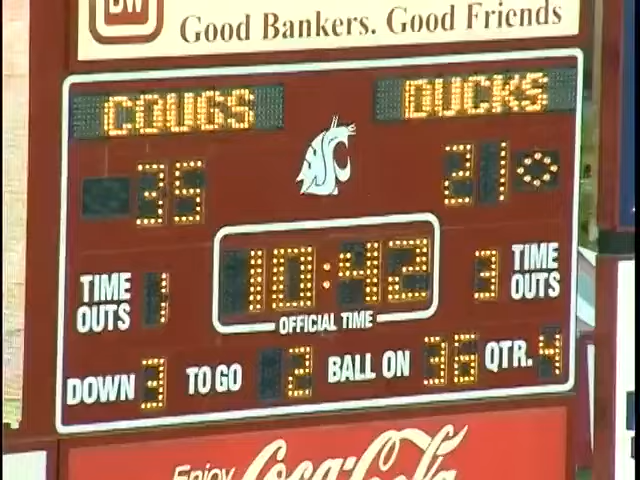 Good Bankers. Good Friends
COUGS DUCKS
35 21
10:42
TIME OUTS 1 3 TIME OUTS
OFFICIAL TIME
DOWN 3 TO GO 2 BALL ON 36 QTR. 4
Enjoy
Coca-Cola